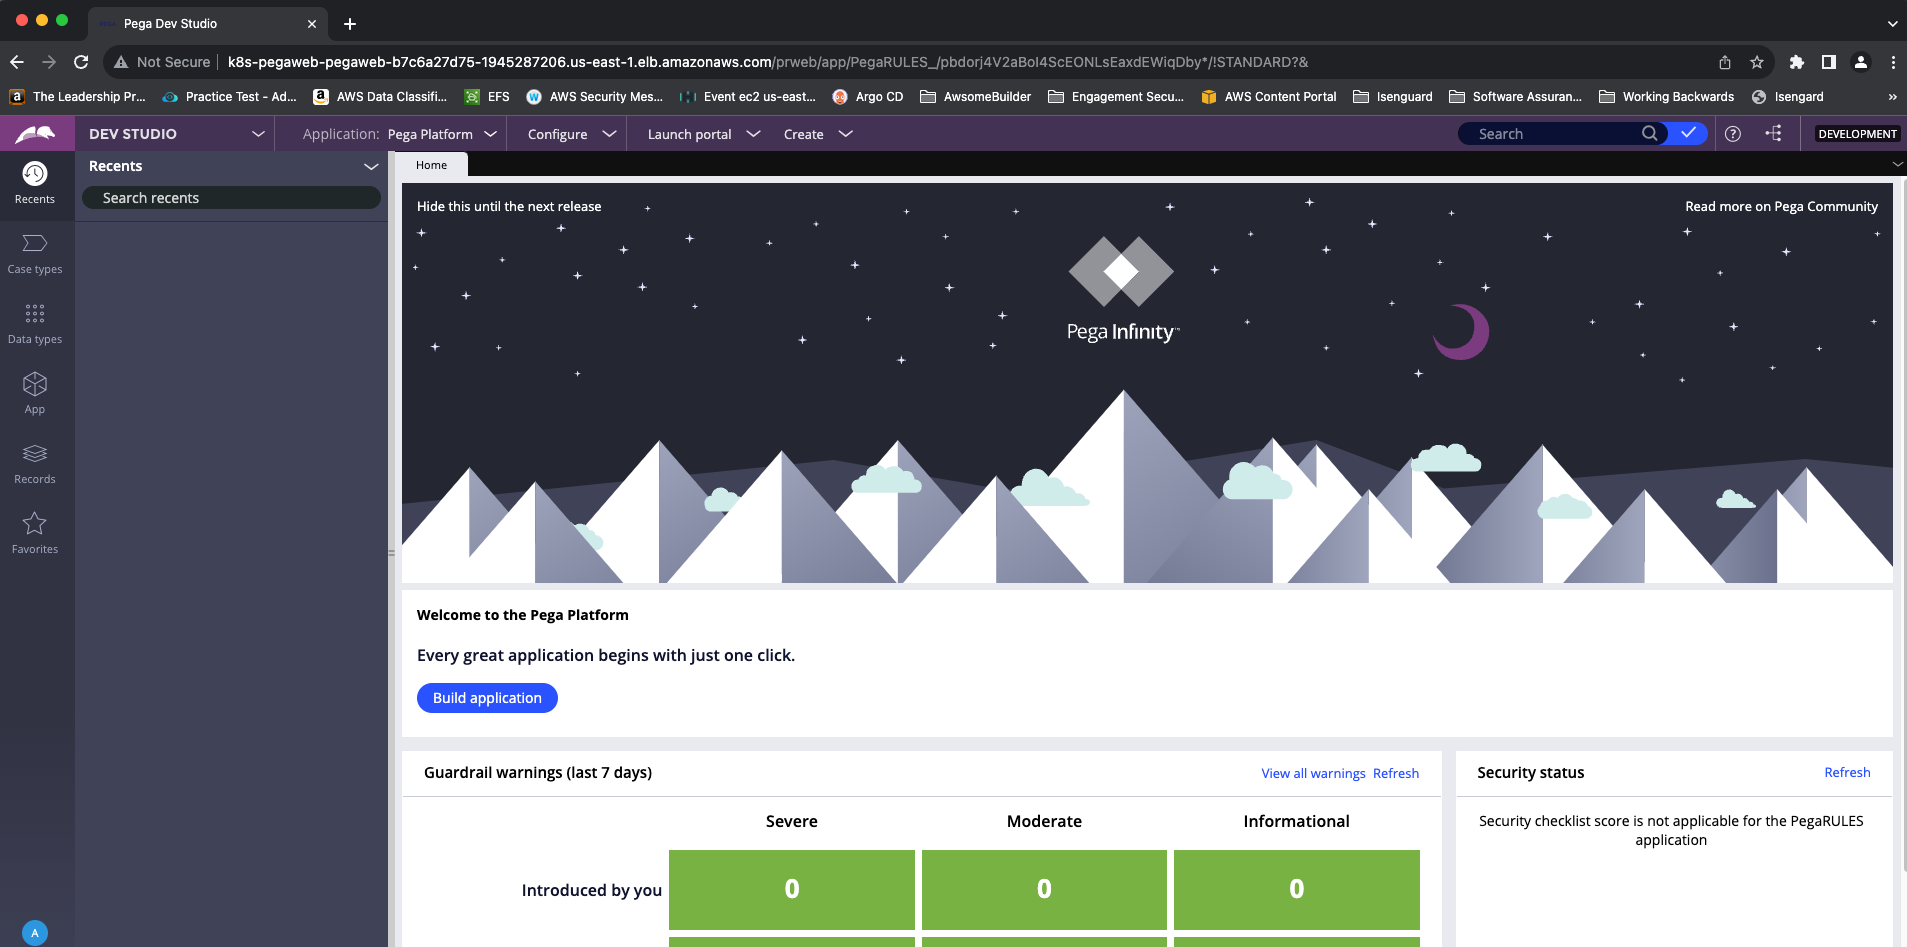 Pega Dev Studio
Not Secure k8s-pegaweb-pegaweb-b7c6a27d75-1945287206.us-east-1.elb.amazonaws.com/prweb/app/PegaRULES_/pbdorj4V2aBoI4ScEONLsEaxdEWiqDby*/!STANDARD?&
The Leadership Pr... Practice Test - Ad... AWS Data Classifi... EFS AWS Security Mes... Event ec2 us-east... Argo CD AwsomeBuilder Engagement Secu... AWS Content Portal Isenguard Software Assuran... Working Backwards Isengard »
DEV STUDIO Application: Pega Platform Configure Launch portal Create Search DEVELOPMENT
Recents
Search recents
Recents
Case types
Data types
App
Records
Favorites
A
Home
Hide this until the next release Read more on Pega Community
Pega Infinity™
Welcome to the Pega Platform
Every great application begins with just one click.
Build application
Guardrail warnings (last 7 days) View all warnings Refresh
Severe Moderate Informational
Introduced by you 0 0 0
Security status Refresh
Security checklist score is not applicable for the PegaRULES
application